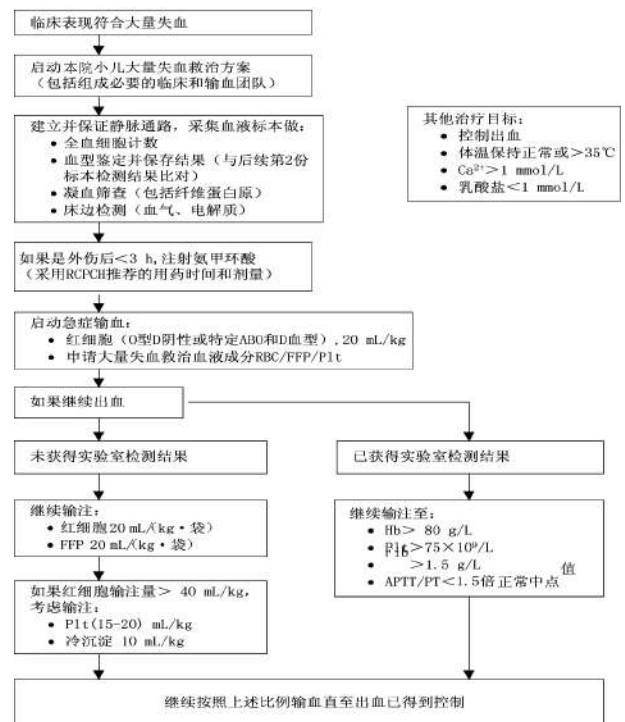 临床表现符合大量失血
启动本院小儿大量失血救治方案
(包括组成必要的临床和输血团队)
建立并保证静脉通路，采集血液标本做:
• 全血细胞计数
• 血型鉴定并保存结果(与后续第2份
标本检测结果比对)
• 凝血筛查(包括纤维蛋白原)
• 床边检测(血气、电解质)
其他治疗目标:
• 控制出血
• 体温保持正常或>35℃
• Ca²⁺>1 mmol/L
• 乳酸盐<1 mmol/L
如果是外伤后<3 h,注射氨甲环酸
(采用RCPCH推荐的用药时间和剂量)
启动急症输血:
• 红细胞(O型D阴性或特定ABO和D血型),20 mL/kg
• 申请大量失血救治血液成分RBC/FFP/Plt
如果继续出血
未获得实验室检测结果
已获得实验室检测结果
继续输注:
• 红细胞20 mL/(kg·袋)
• FFP 20 mL/(kg·袋)
继续输注至:
• Hb> 80 g/L
• >75×10⁹/L
• >1.5 g/L 值
• APTT/PT<1.5倍正常中点
如果红细胞输注量> 40 mL/kg,
考虑输注:
• Plt(15-20) mL/kg
• 冷沉淀 10 mL/kg
继续按照上述比例输血直至出血已得到控制